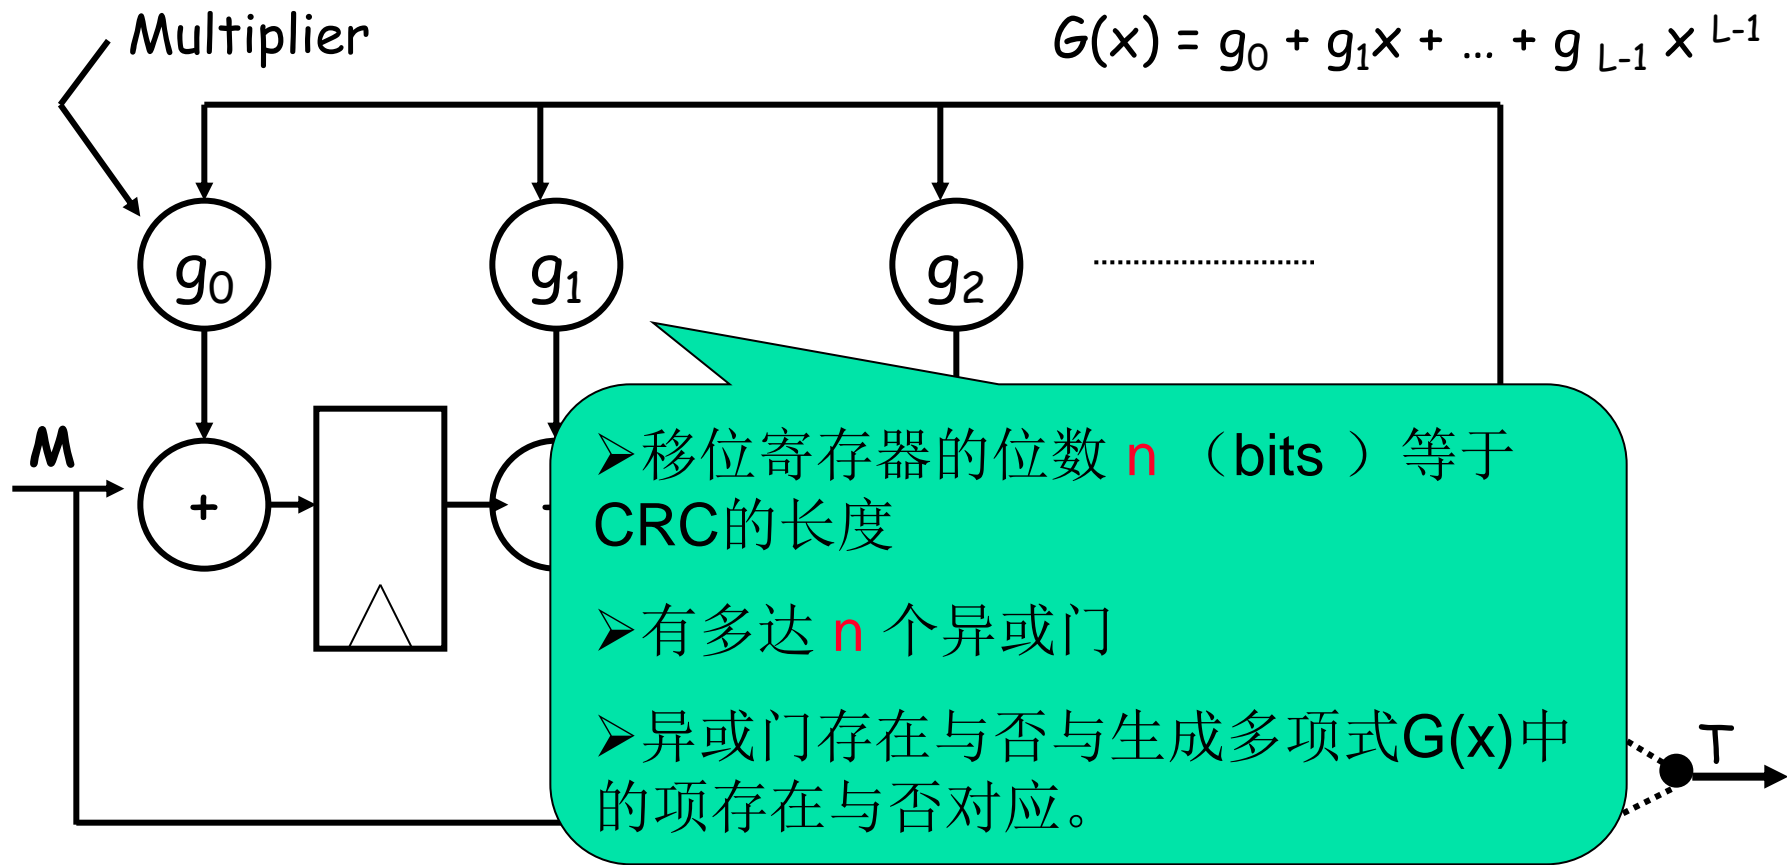 Multiplier
G(x) = g₀ + g₁x + ... + g L-1 x L-1
g₀ g₁ g₂
M
+
➢移位寄存器的位数 n （bits ）等于
CRC的长度
➢有多达 n 个异或门
➢异或门存在与否与生成多项式G(x)中
的项存在与否对应。
T